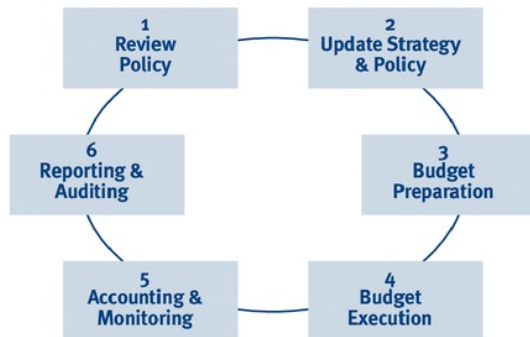 1
Review
Policy
2
Update Strategy
& Policy
3
Budget
Preparation
4
Budget
Execution
5
Accounting &
Monitoring
6
Reporting &
Auditing